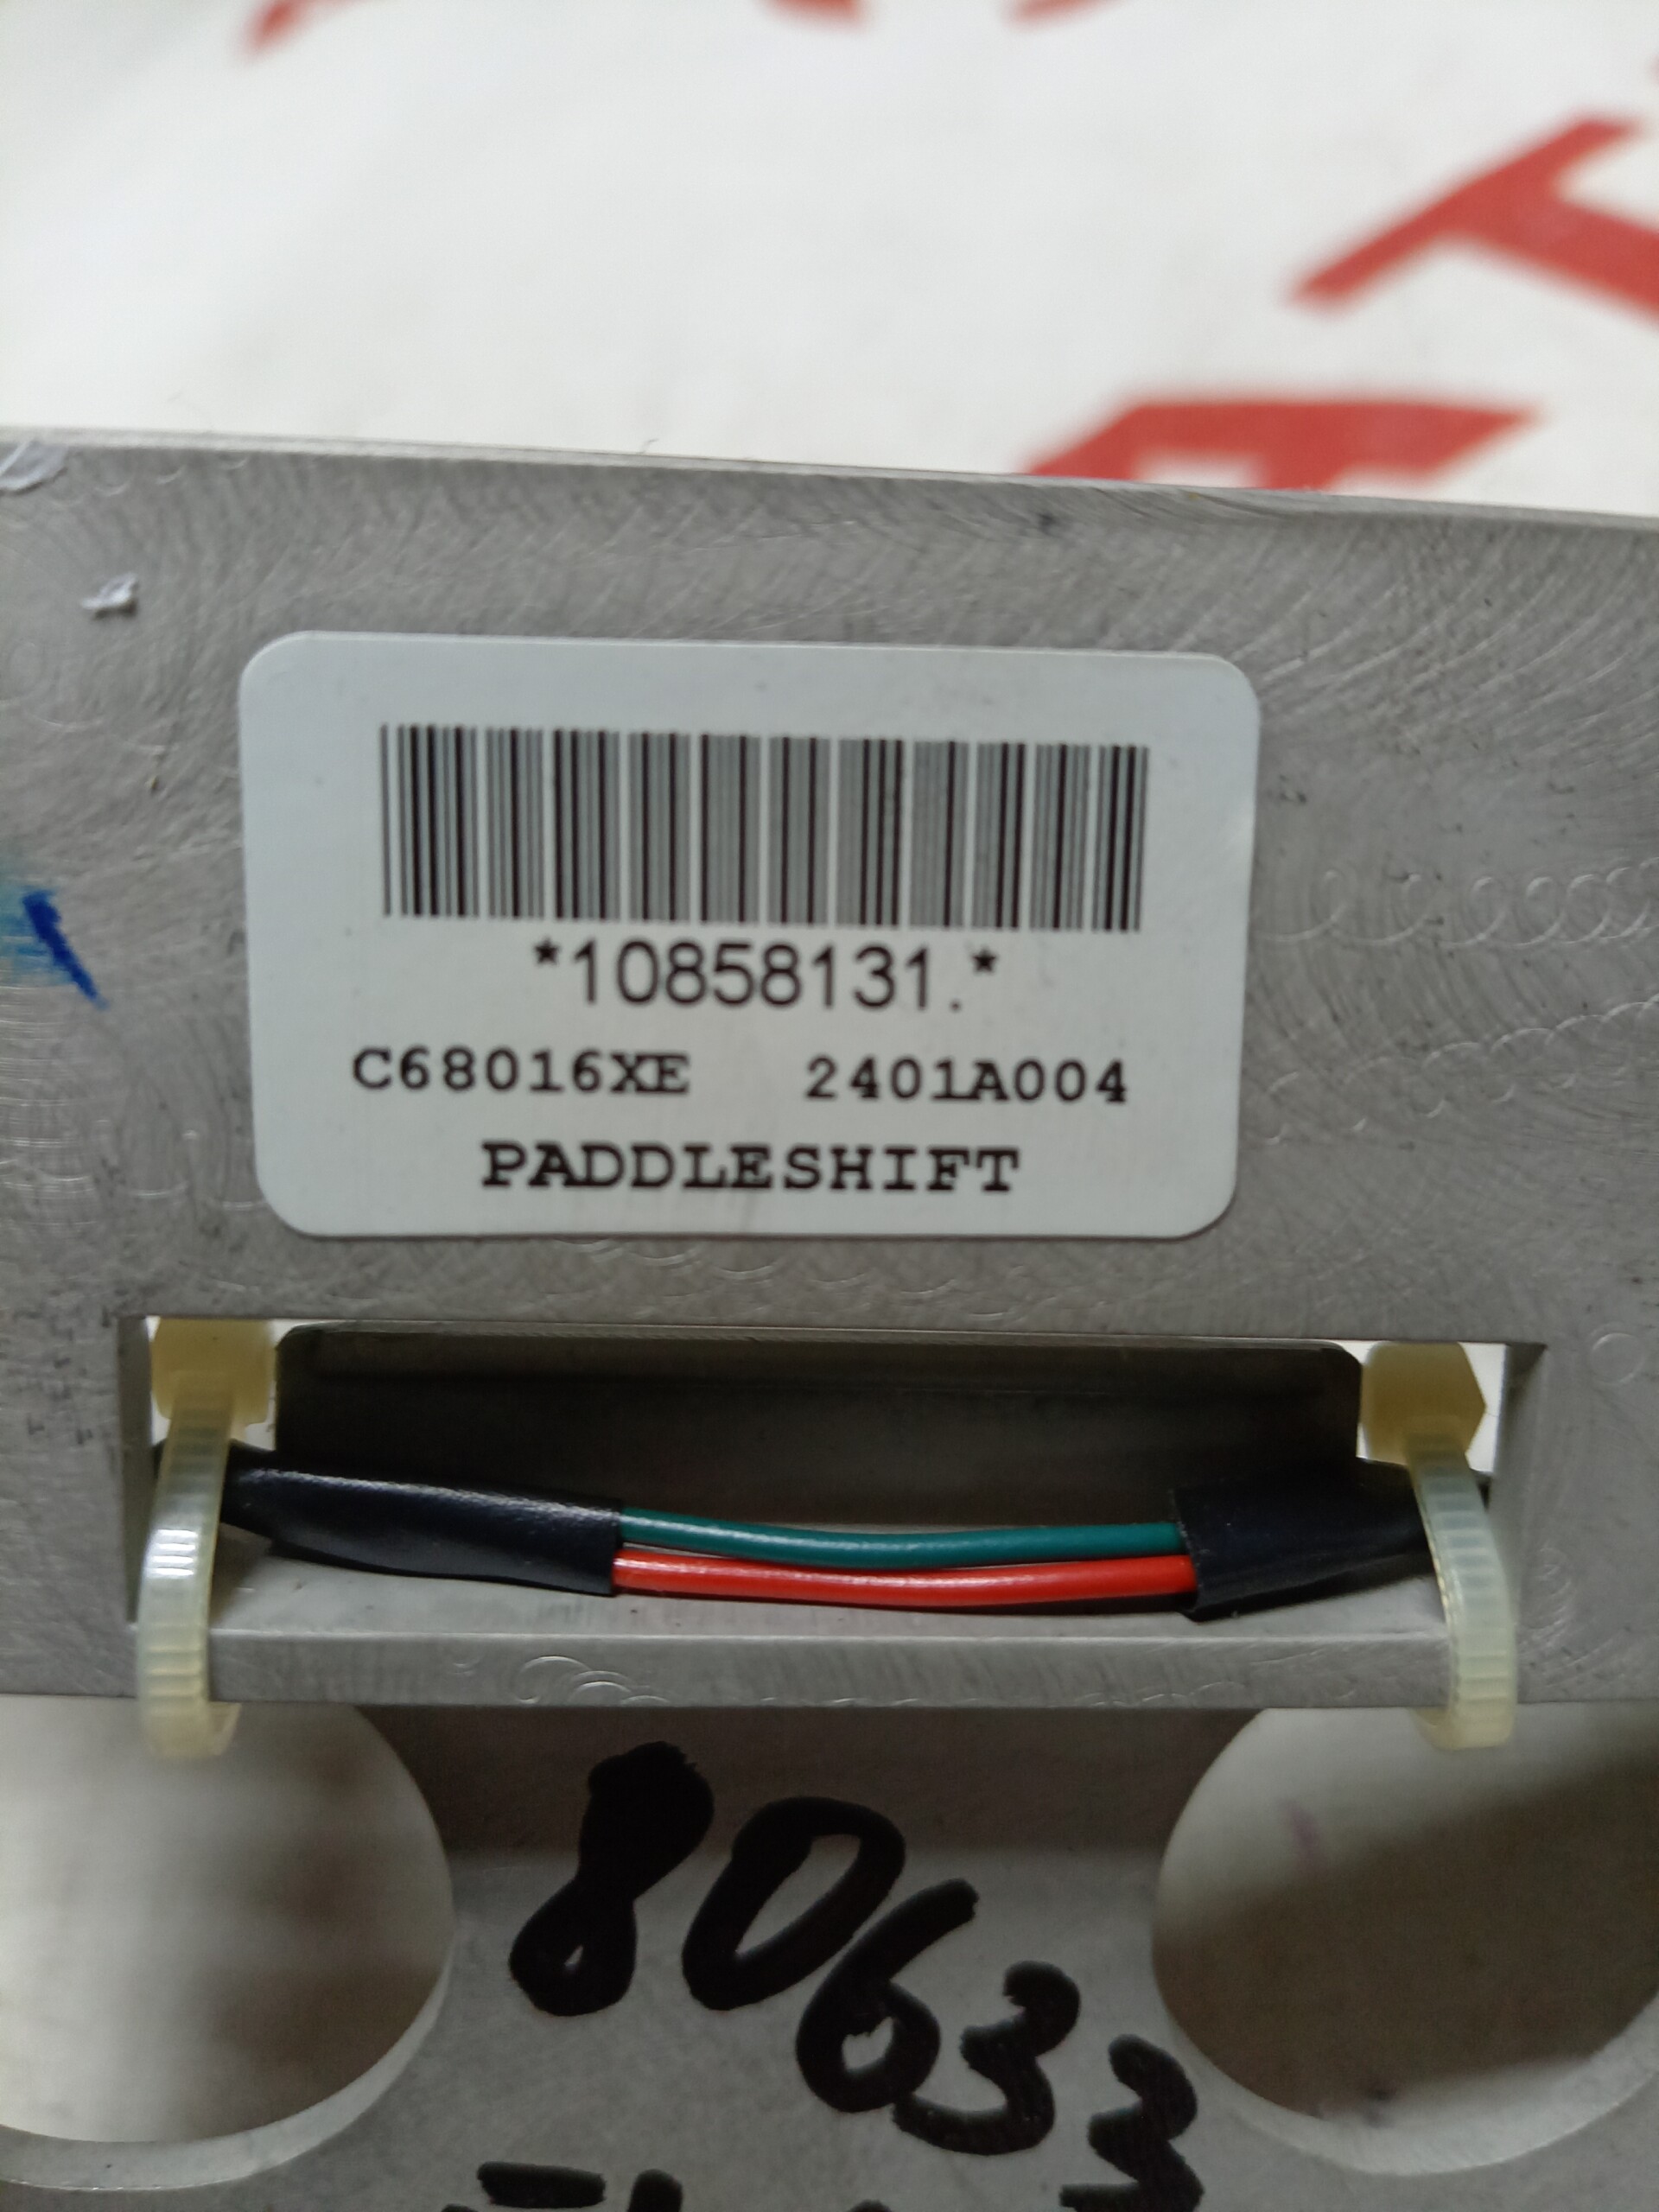 *10858131.*
C68016XE 2401A004
PADDLESHIFT
80633